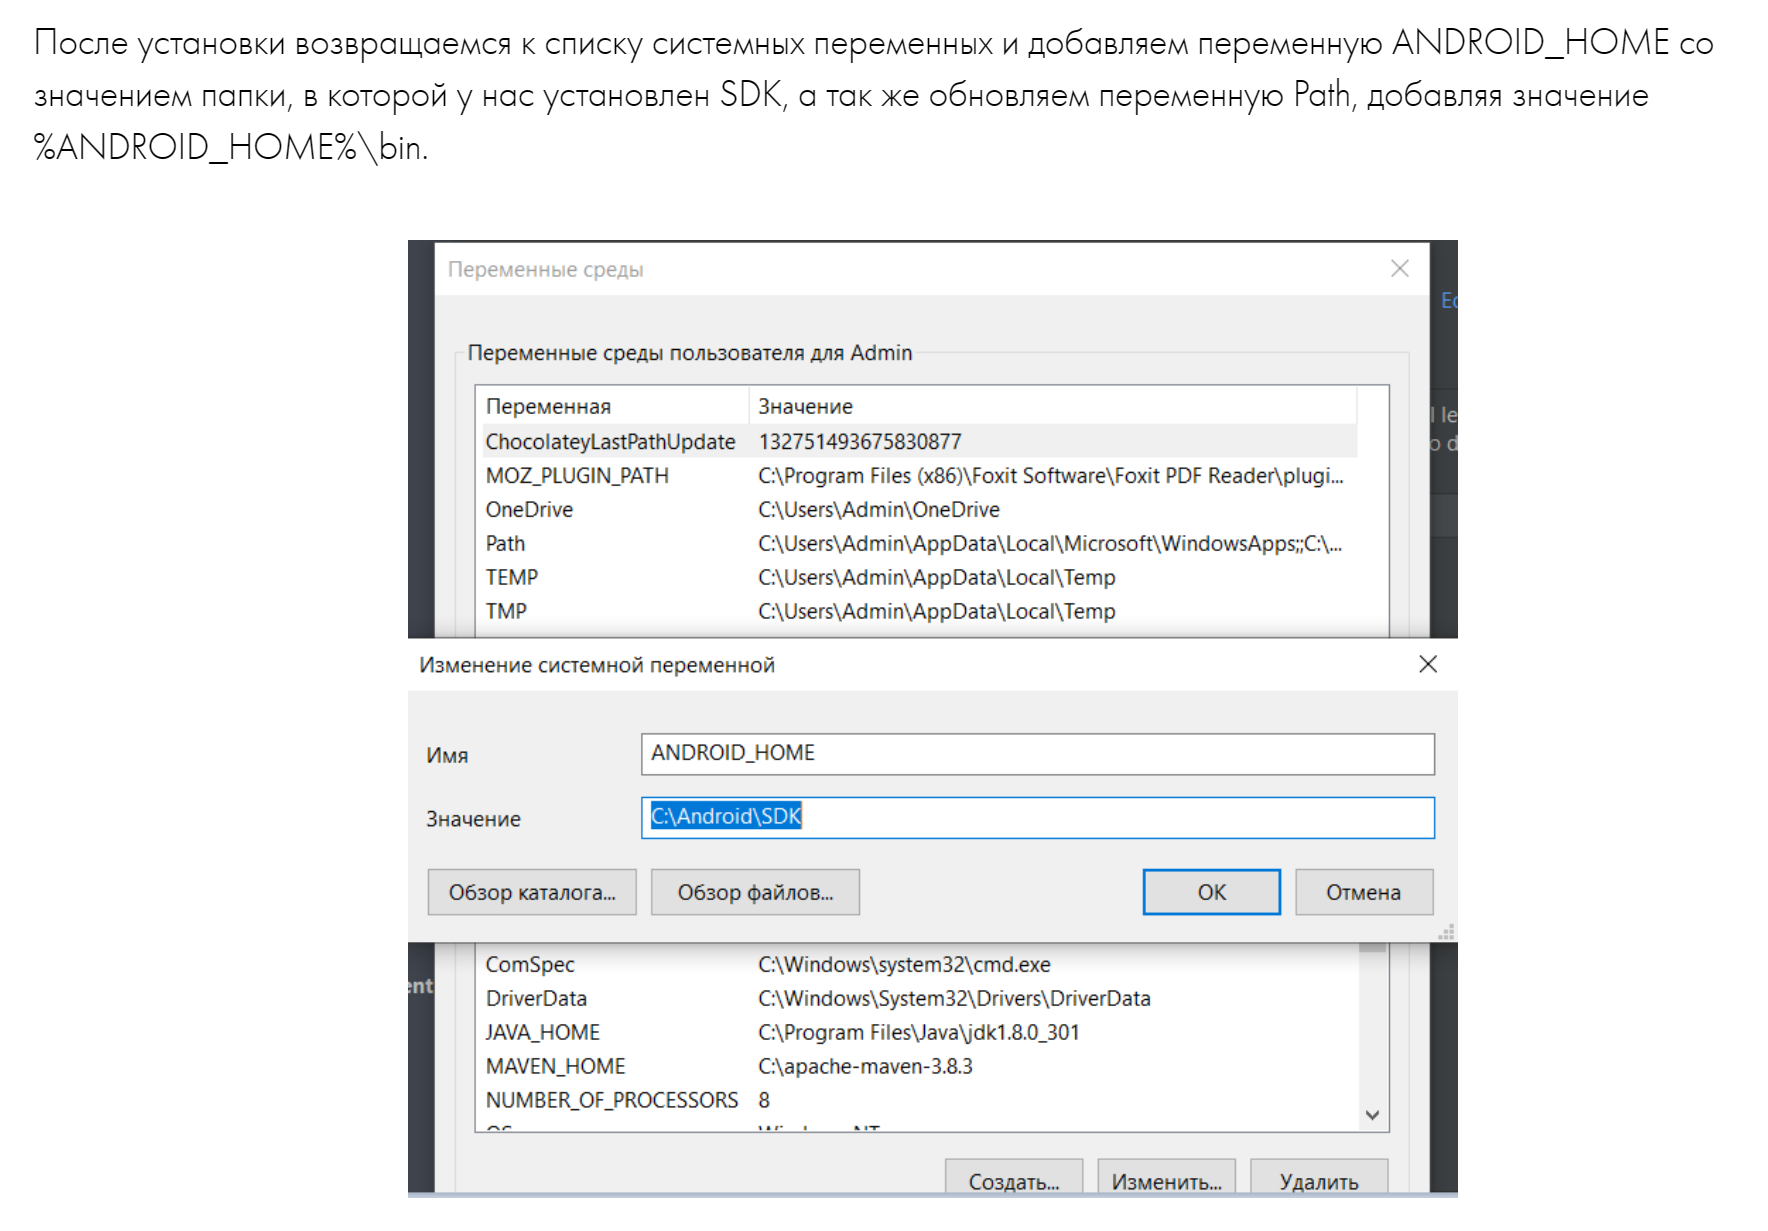 После установки возвращаемся к списку системных переменных и добавляем переменную ANDROID_HOME со
значением папки, в которой у нас установлен SDK, а так же обновляем переменную Path, добавляя значение
%ANDROID_HOME%\bin.
Переменные среды
Переменные среды пользователя для Admin
Переменная Значение
ChocolateyLastPathUpdate 132751493675830877
MOZ_PLUGIN_PATH C:\Program Files (x86)\Foxit Software\Foxit PDF Reader\plugi...
OneDrive C:\Users\Admin\OneDrive
Path C:\Users\Admin\AppData\Local\Microsoft\WindowsApps;;C:\...
TEMP C:\Users\Admin\AppData\Local\Temp
TMP C:\Users\Admin\AppData\Local\Temp
Изменение системной переменной
Имя ANDROID_HOME
Значение C:\Android\SDK
Обзор каталога... Обзор файлов... ОК Отмена
ComSpec C:\Windows\system32\cmd.exe
DriverData C:\Windows\System32\Drivers\DriverData
JAVA_HOME C:\Program Files\Java\jdk1.8.0_301
MAVEN_HOME C:\apache-maven-3.8.3
NUMBER_OF_PROCESSORS 8
Создать... Изменить... Удалить